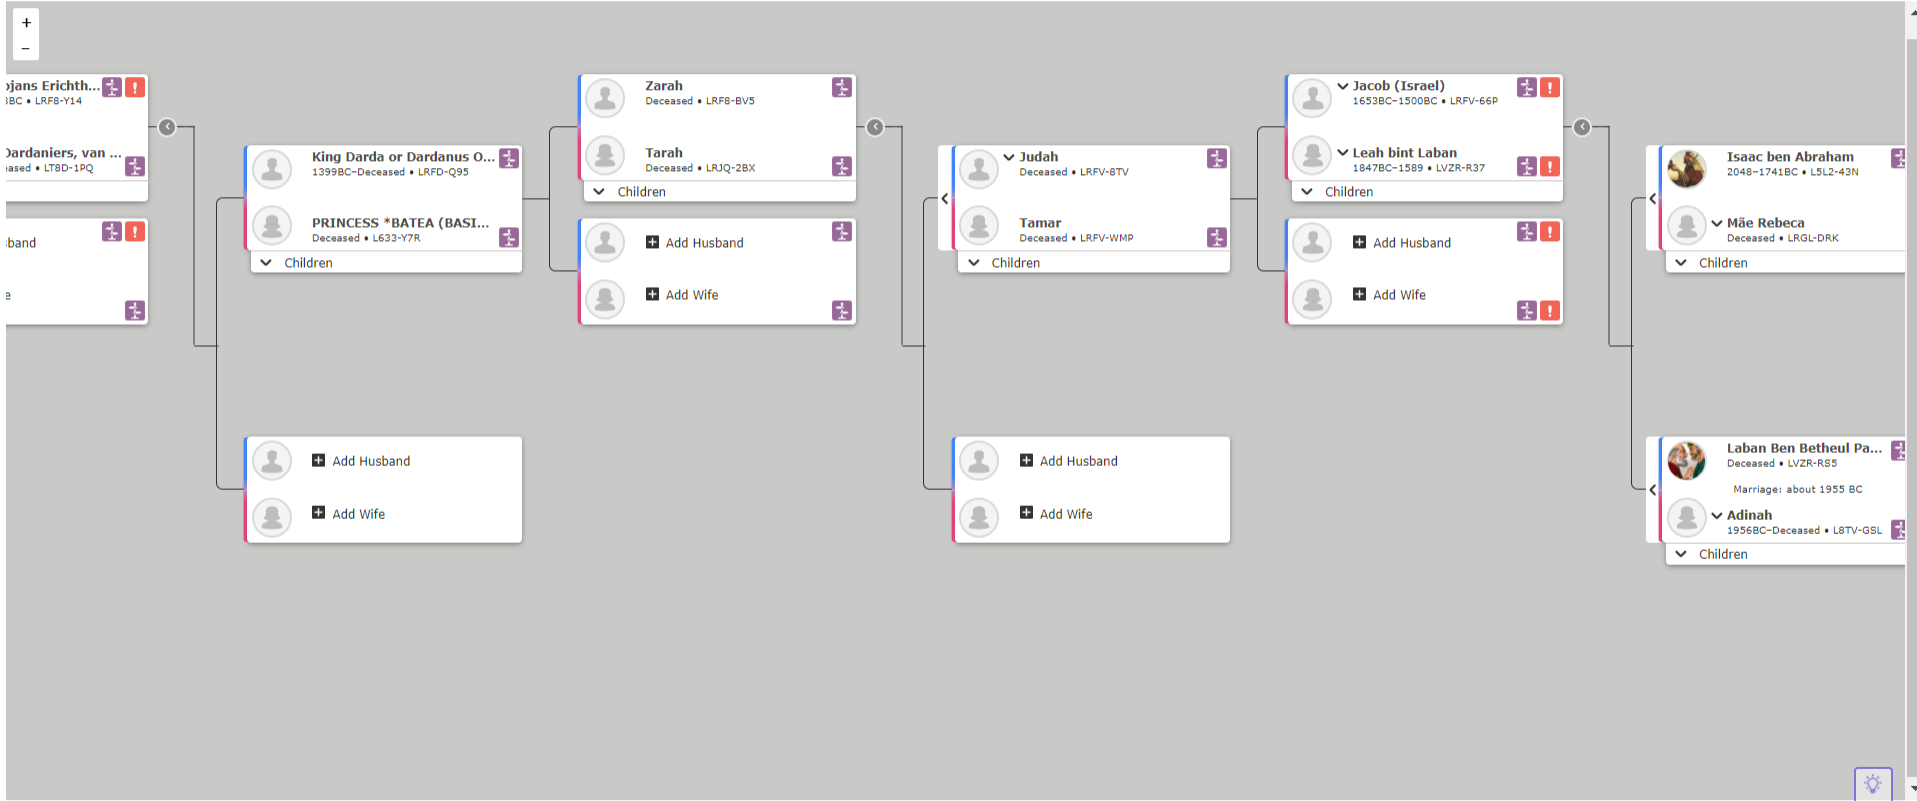 +
−
ojans Erichth...
BC • LRF8-Y14
Dardaniers, van ...
eased • LT8D-1PQ
sband
e
King Darda or Dardanus O...
1399BC–Deceased • LRFD-Q95
PRINCESS *BATEA (BASI...
Deceased • L633-Y7R
Children
Add Husband
Add Wife
Zarah
Deceased • LRF8-BV5
Tarah
Deceased • LRJQ-2BX
Children
Add Husband
Add Wife
Judah
Deceased • LRFV-8TV
Tamar
Deceased • LRFV-WMP
Children
Add Husband
Add Wife
Jacob (Israel)
1653BC–1500BC • LRFV-66P
Leah bint Laban
1847BC–1589 • LVZR-R37
Children
Add Husband
Add Wife
Isaac ben Abraham
2048–1741BC • L5L2-43N
Mãe Rebeca
Deceased • LRGL-DRK
Children
Laban Ben Betheul Pa...
Deceased • LVZR-RS5
Marriage: about 1955 BC
Adinah
1956BC–Deceased • L8TV-GSL
Children